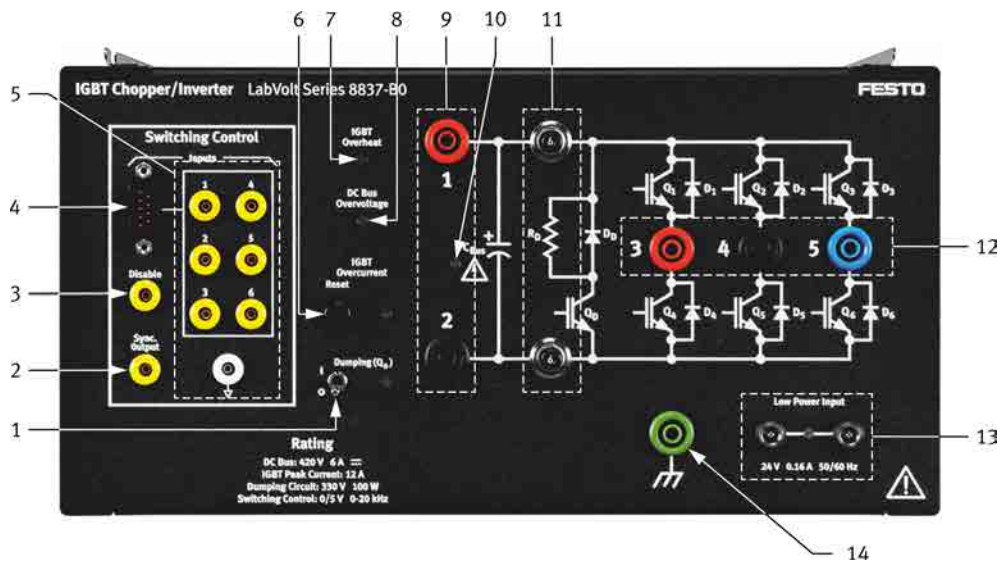 6 7 8 9 10 11
IGBT Chopper/Inverter LabVolt Series 8837-B0
FESTO
5
Switching Control
Inputs
4
3 4
2 5
3 6
Disable
3
Sync.
Output
2
1
IGBT
Overheat
DC Bus
Overvoltage
IGBT
Overcurrent
Reset
Dumping (QD)
I
O
Rating
DC Bus: 420 V 6 A
IGBT Peak Current: 12 A
Dumping Circuit: 330 V 100 W
Switching Control: 0/5 V 0-20 kHz
1
2
+
CBus
6
6
RD
DD
QD
Q1 D1 Q2 D2 Q3 D3
3 4 5
12
Q4 D4 Q5 D5 Q6 D6
Low Power Input
13
24 V 0.16 A 50/60 Hz
14